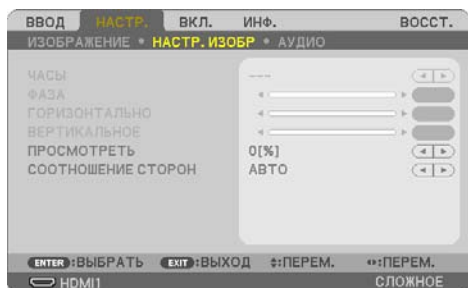 ВВОД НАСТР. ВКЛ. ИНФ. ВОССТ.
ИЗОБРАЖЕНИЕ • НАСТР. ИЗОБР • АУДИО
ЧАСЫ ---
ФАЗА
ГОРИЗОНТАЛЬНО
ВЕРТИКАЛЬНОЕ
ПРОСМОТРЕТЬ 0[%]
СООТНОШЕНИЕ СТОРОН АВТО
ENTER :ВЫБРАТЬ EXIT :ВЫХОД :ПЕРЕМ. :ПЕРЕМ.
HDMI1 СЛОЖНОЕ